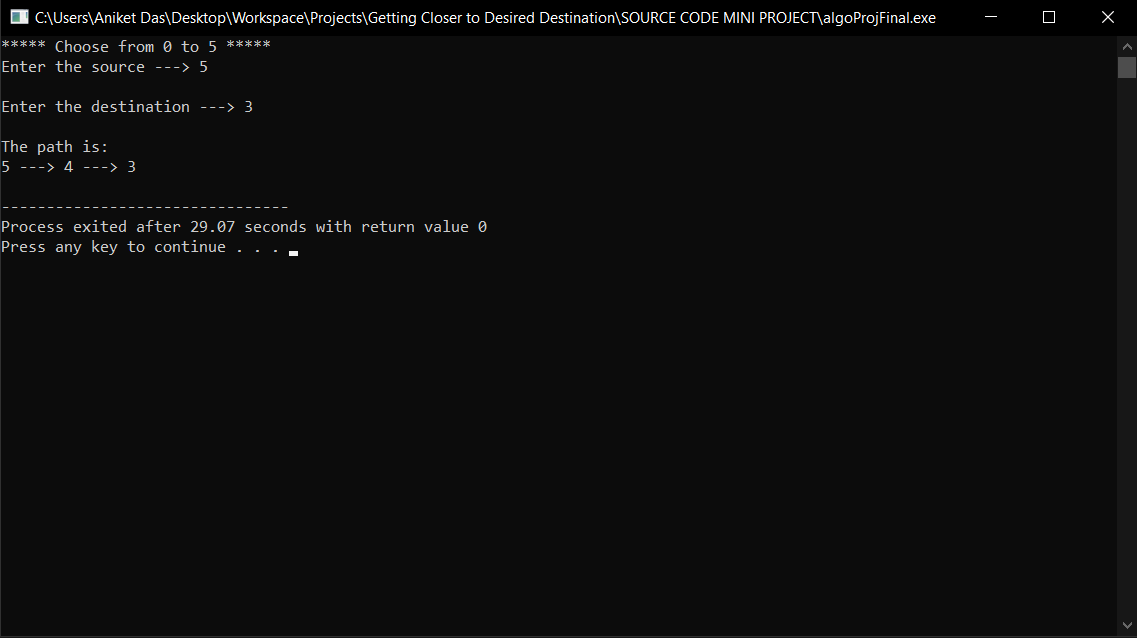 C:\Users\Aniket Das\Desktop\Workspace\Projects\Getting Closer to Desired Destination\SOURCE CODE MINI PROJECT\algoProjFinal.exe
***** Choose from 0 to 5 *****
Enter the source ---> 5
Enter the destination ---> 3
The path is:
5 ---> 4 ---> 3
--------------------------------
Process exited after 29.07 seconds with return value 0
Press any key to continue . . .